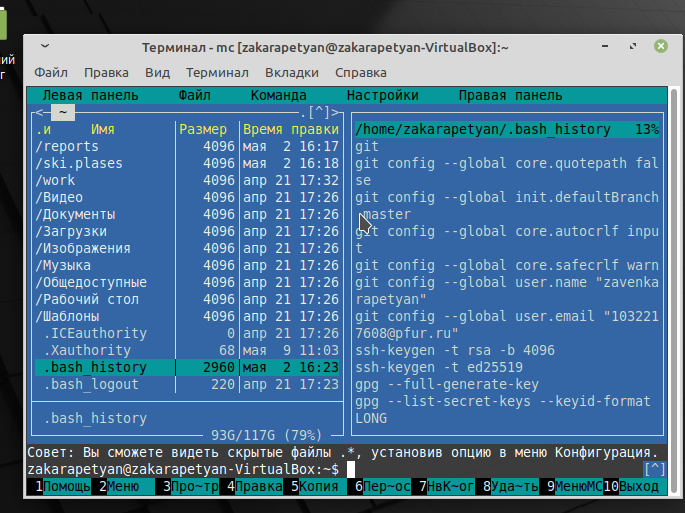 ий
г
Терминал - mc [zakarapetyan@zakarapetyan-VirtualBox]:~
Файл Правка Вид Терминал Вкладки Справка
Левая панель Файл Команда Настройки Правая панель
<─ ~ ─.[^]>
.и Имя Размер Время правки
/reports 4096 мая 2 16:17
/ski.plases 4096 мая 2 16:18
/work 4096 апр 21 17:32
/Видео 4096 апр 21 17:26
/Документы 4096 апр 21 17:26
/Загрузки 4096 апр 21 17:26
/Изображения 4096 апр 21 17:26
/Музыка 4096 апр 21 17:26
/Общедоступные 4096 апр 21 17:26
/Рабочий стол 4096 апр 21 17:26
/Шаблоны 4096 апр 21 17:26
.ICEauthority 0 апр 21 17:26
.Xauthority 68 мая 9 11:03
.bash_history 2960 мая 2 16:23
.bash_logout 220 апр 21 17:23
.bash_history
93G/117G (79%)
/home/zakarapetyan/.bash_history 13%
git
git config --global core.quotepath fal
se
git config --global init.defaultBranch
master
git config --global core.autocrlf inpu
t
git config --global core.safecrlf warn
git config --global user.name "zavenka
rapetyan"
git config --global user.email "103221
7608@pfur.ru"
ssh-keygen -t rsa -b 4096
ssh-keygen -t ed25519
gpg --full-generate-key
gpg --list-secret-keys --keyid-format
LONG
Совет: Вы сможете видеть скрытые файлы .*, установив опцию в меню Конфигурация.
zakarapetyan@zakarapetyan-VirtualBox:~$ [^]
1Помощь 2Меню 3Про~тр 4Правка 5Копия 6Пер~ос 7НвК~ог 8Уда~ть 9МенюМС 10Выход